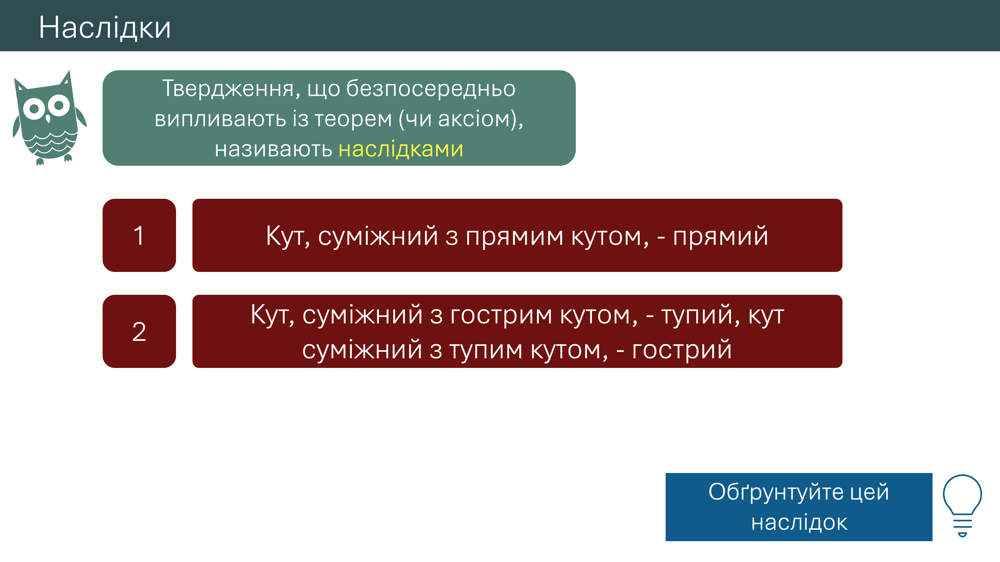 Наслідки
Твердження, що безпосередньо
випливають із теорем (чи аксіом),
називають наслідками
1
Кут, суміжний з прямим кутом, - прямий
2
Кут, суміжний з гострим кутом, - тупий, кут
суміжний з тупим кутом, - гострий
Обґрунтуйте цей
наслідок